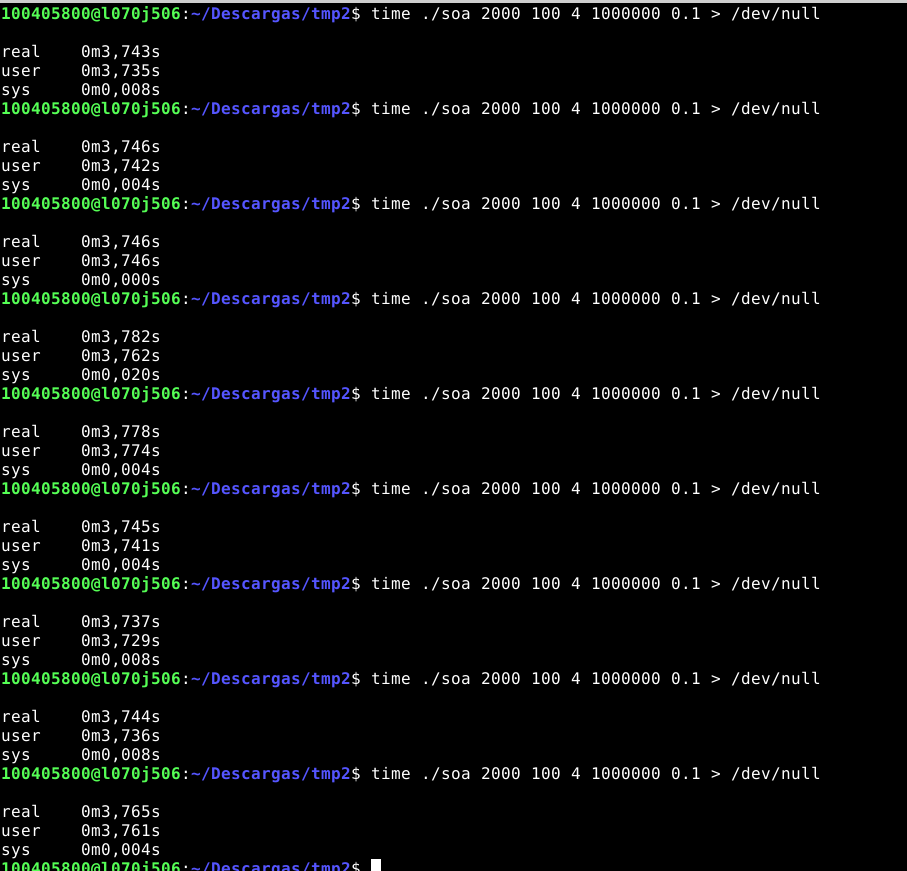 100405800@l070j506:~/Descargas/tmp2$ time ./soa 2000 100 4 1000000 0.1 > /dev/null
real 0m3,743s
user 0m3,735s
sys 0m0,008s
100405800@l070j506:~/Descargas/tmp2$ time ./soa 2000 100 4 1000000 0.1 > /dev/null
real 0m3,746s
user 0m3,742s
sys 0m0,004s
100405800@l070j506:~/Descargas/tmp2$ time ./soa 2000 100 4 1000000 0.1 > /dev/null
real 0m3,746s
user 0m3,746s
sys 0m0,000s
100405800@l070j506:~/Descargas/tmp2$ time ./soa 2000 100 4 1000000 0.1 > /dev/null
real 0m3,782s
user 0m3,762s
sys 0m0,020s
100405800@l070j506:~/Descargas/tmp2$ time ./soa 2000 100 4 1000000 0.1 > /dev/null
real 0m3,778s
user 0m3,774s
sys 0m0,004s
100405800@l070j506:~/Descargas/tmp2$ time ./soa 2000 100 4 1000000 0.1 > /dev/null
real 0m3,745s
user 0m3,741s
sys 0m0,004s
100405800@l070j506:~/Descargas/tmp2$ time ./soa 2000 100 4 1000000 0.1 > /dev/null
real 0m3,737s
user 0m3,729s
sys 0m0,008s
100405800@l070j506:~/Descargas/tmp2$ time ./soa 2000 100 4 1000000 0.1 > /dev/null
real 0m3,744s
user 0m3,736s
sys 0m0,008s
100405800@l070j506:~/Descargas/tmp2$ time ./soa 2000 100 4 1000000 0.1 > /dev/null
real 0m3,765s
user 0m3,761s
sys 0m0,004s
100405800@l070j506:~/Descargas/tmp2$